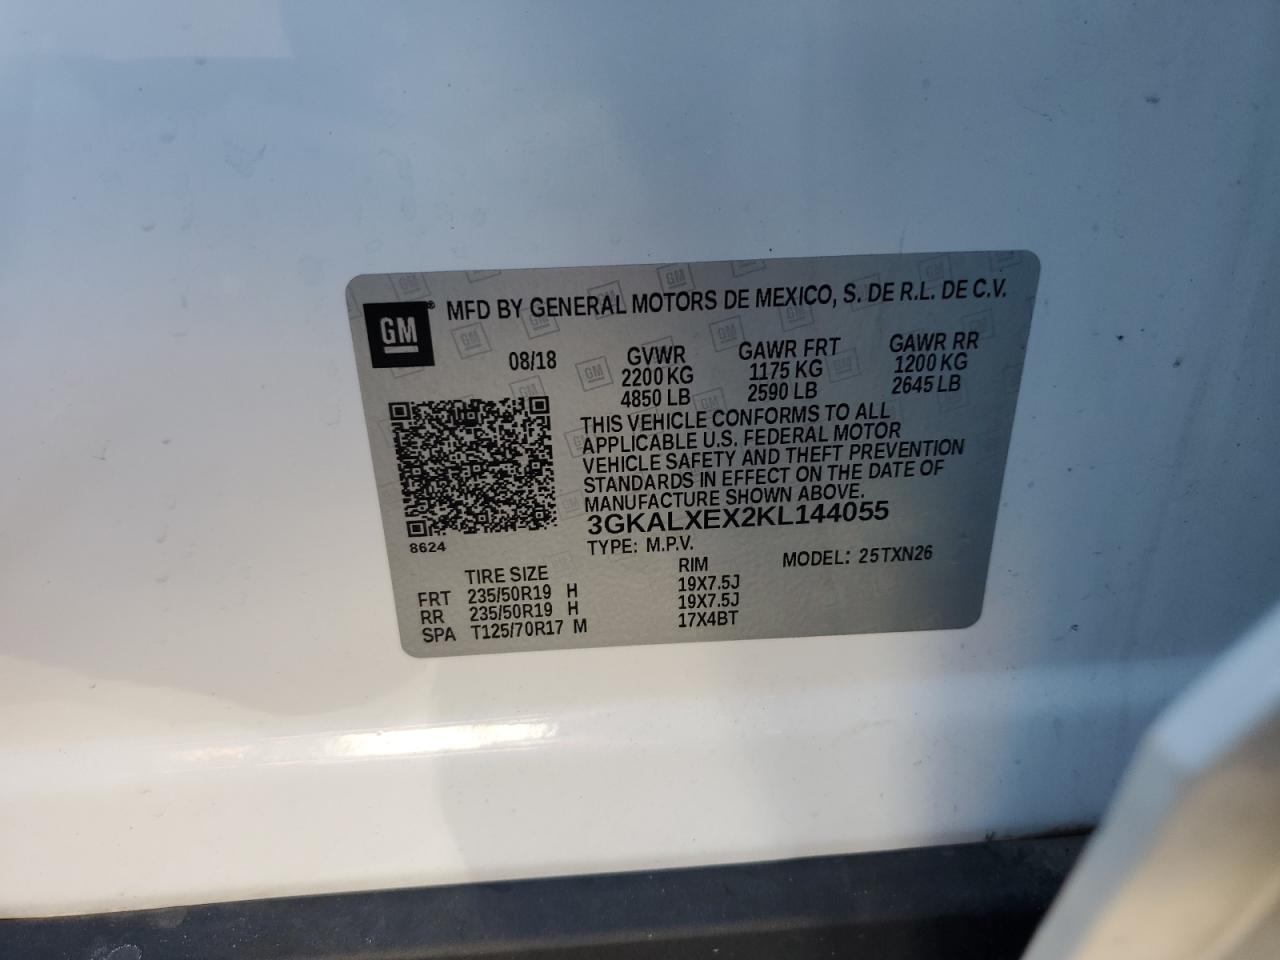 GM
® MFD BY GENERAL MOTORS DE MEXICO, S. DE R.L. DE C.V.
08/18
GVWR GAWR FRT GAWR RR
2200 KG 1175 KG 1200 KG
4850 LB 2590 LB 2645 LB
THIS VEHICLE CONFORMS TO ALL
APPLICABLE U.S. FEDERAL MOTOR
VEHICLE SAFETY AND THEFT PREVENTION
STANDARDS IN EFFECT ON THE DATE OF
MANUFACTURE SHOWN ABOVE.
3GKALXEX2KL144055
8624
TYPE: M.P.V. MODEL: 25TXN26
TIRE SIZE RIM
FRT 235/50R19 H 19X7.5J
RR 235/50R19 H 19X7.5J
SPA T125/70R17 M 17X4BT